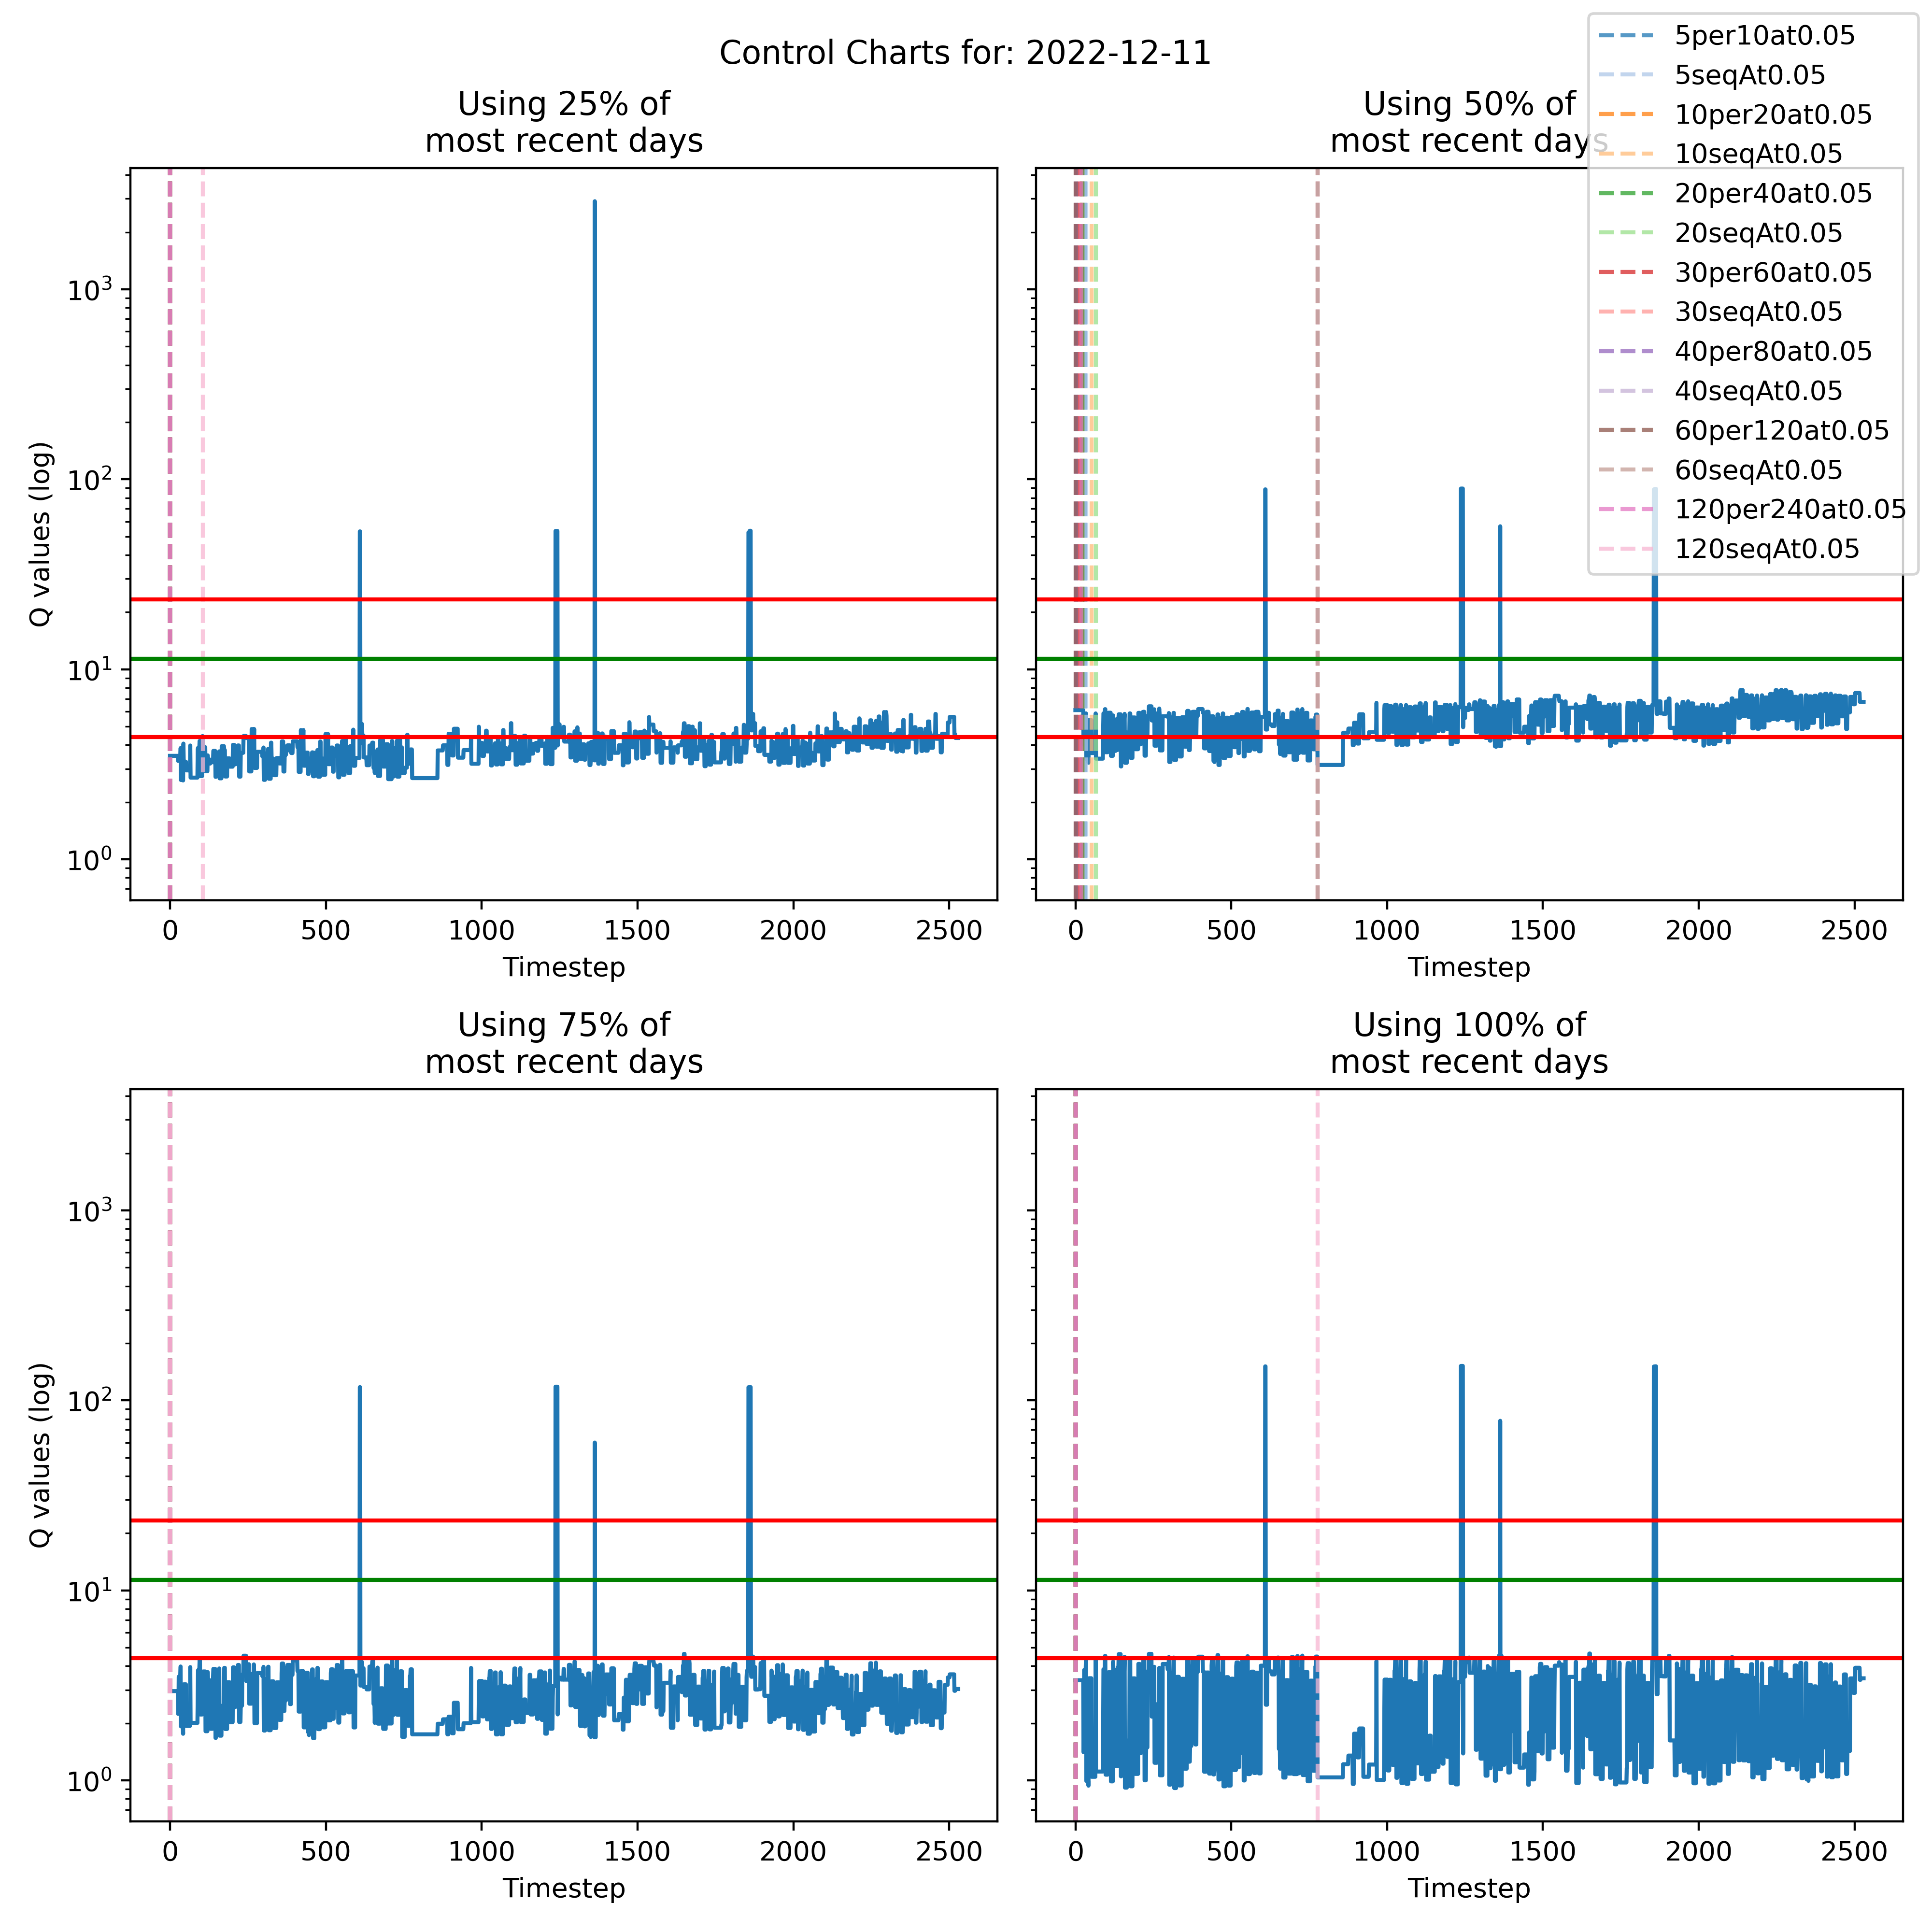 Control Charts for: 2022-12-11
5per10at0.05
5seqAt0.05
10per20at0.05
10seqAt0.05
20per40at0.05
20seqAt0.05
30per60at0.05
30seqAt0.05
40per80at0.05
40seqAt0.05
60per120at0.05
60seqAt0.05
120per240at0.05
120seqAt0.05
Using 25% of
most recent days
Q values (log)
10³
10²
10¹
10⁰
0 500 1000 1500 2000 2500
Timestep
Using 50% of
most recent days
0 500 1000 1500 2000 2500
Timestep
Using 75% of
most recent days
Q values (log)
10³
10²
10¹
10⁰
0 500 1000 1500 2000 2500
Timestep
Using 100% of
most recent days
0 500 1000 1500 2000 2500
Timestep